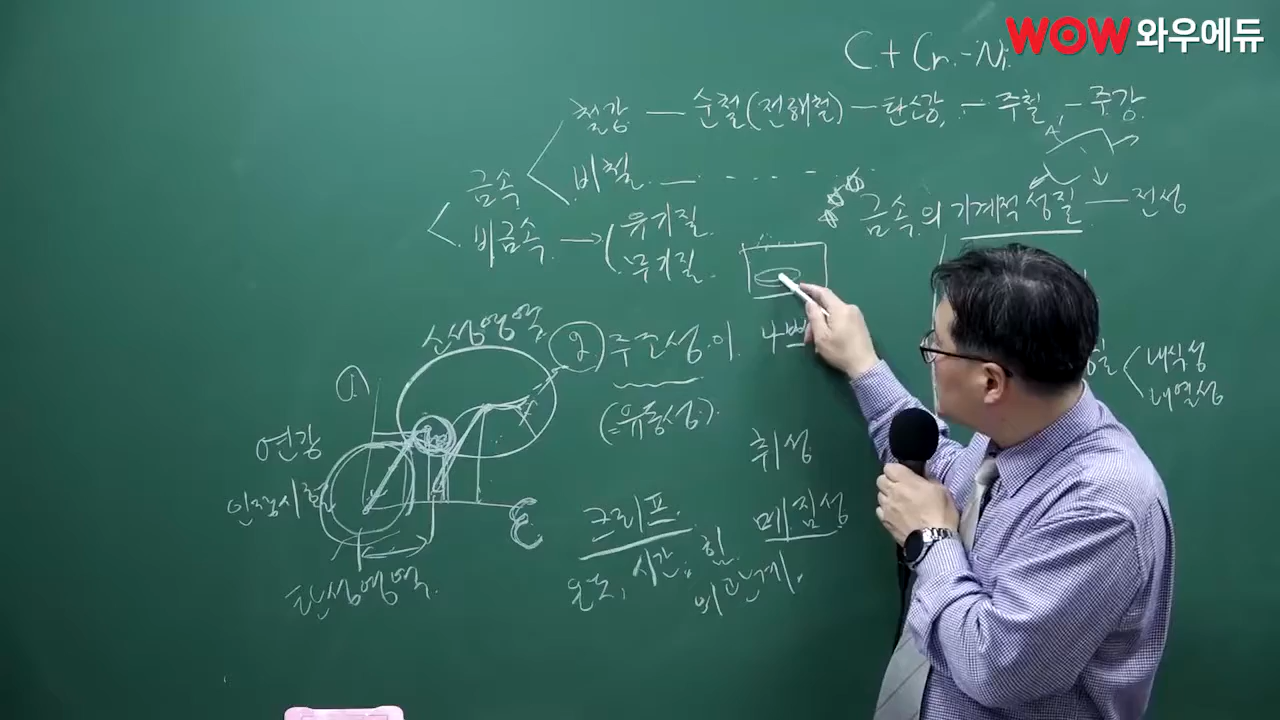 WOW 와우에듀
C + Cr - Ni
철강 — 순철(전해철) — 탄소강, — 주철, — 주강
금속
비철 — - - - -
비금속 → 유기질
무기질
금속의 기계적 성질 — 전성
소성영역
② 주조성이 나쁘
(=유동성)
연강
인장시험
취성
메짐성
크리프.
온도, 시간, 힘
의 관계.
탄성영역.
σ
ε
내식성
내열성